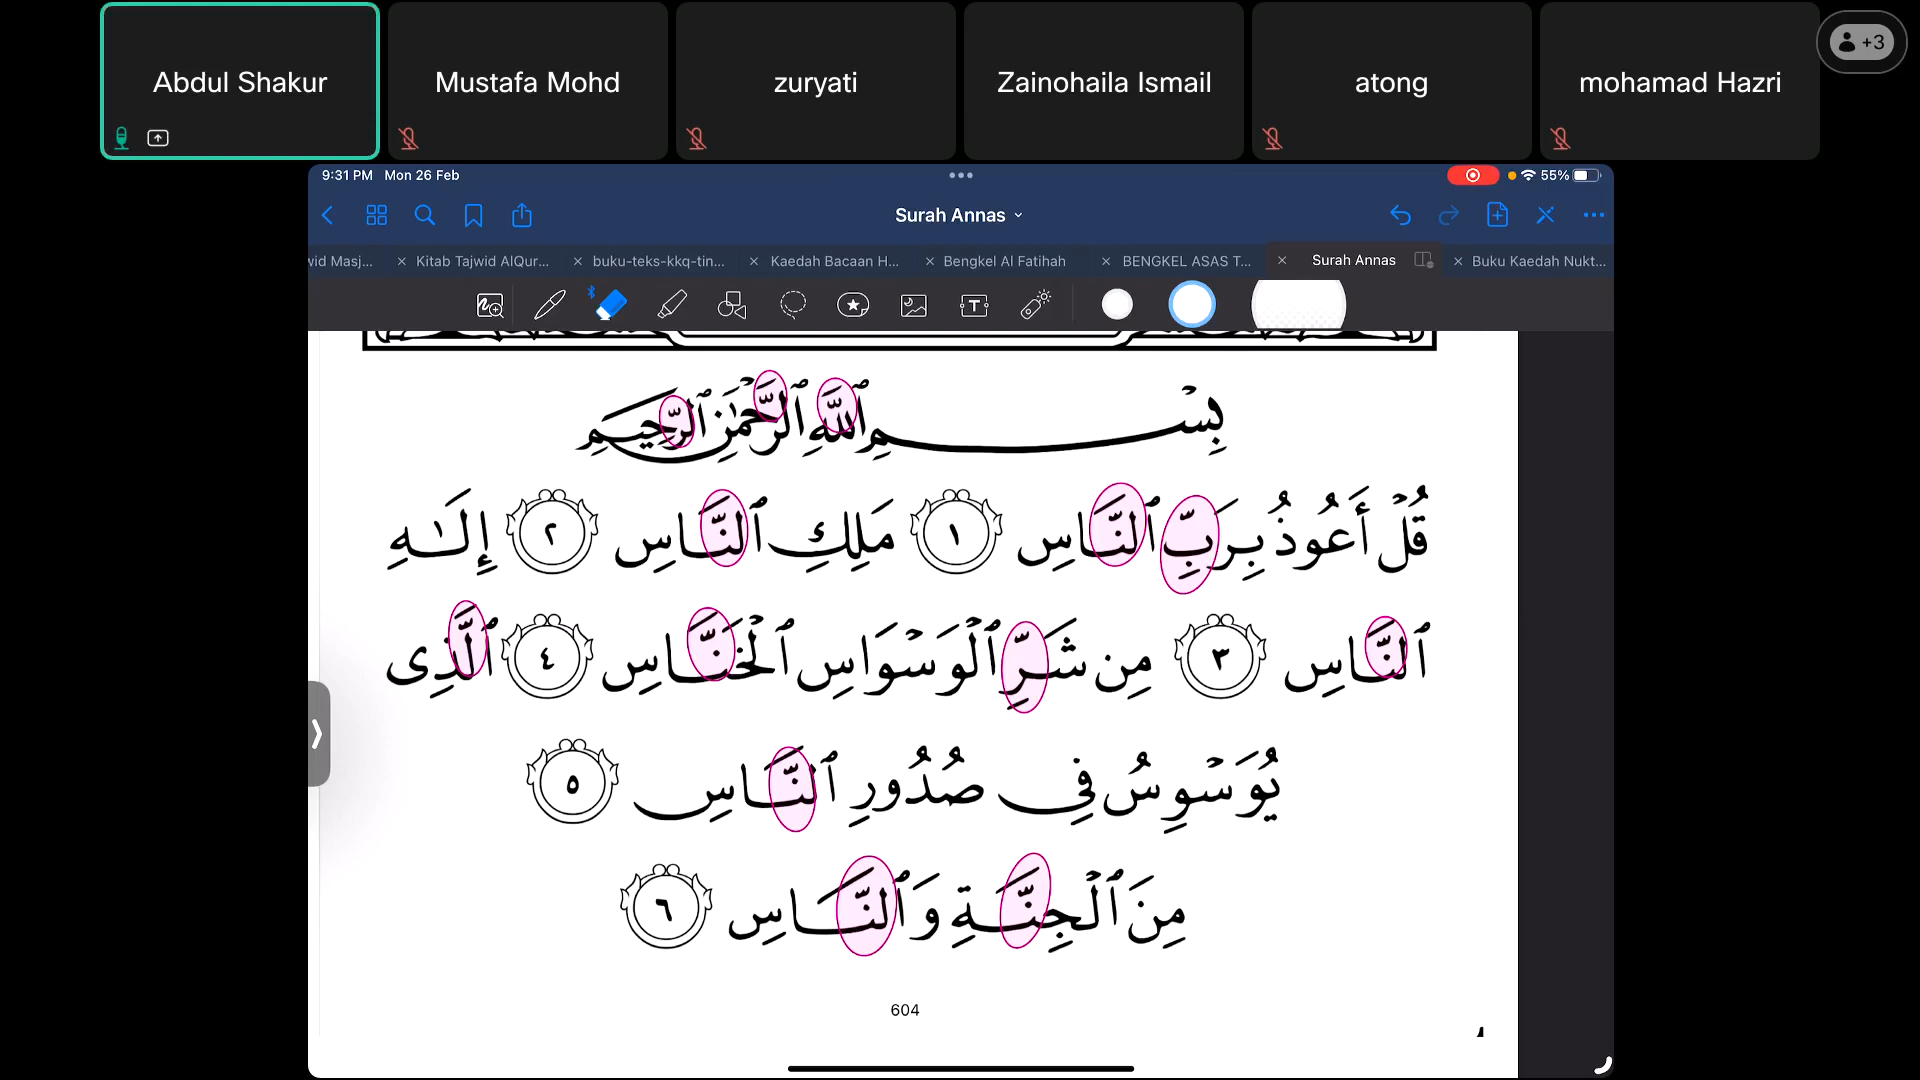 Abdul Shakur
Mustafa Mohd
zuryati
Zainohaila Ismail
atong
mohamad Hazri
+3
9:31 PM Mon 26 Feb
55%
Surah Annas
wid Masj...
Kitab Tajwid AlQur...
buku-teks-kkq-tin...
Kaedah Bacaan H...
Bengkel Al Fatihah
BENGKEL ASAS T...
Surah Annas
Buku Kaedah Nukt...
بِسۡمِ ٱللَّهِ ٱلرَّحۡمَٰنِ ٱلرَّحِيمِ
قُلۡ أَعُوذُ بِرَبِّ ٱلنَّاسِ ١ مَلِكِ ٱلنَّاسِ ٢ إِلَٰهِ
ٱلنَّاسِ ٣ مِن شَرِّ ٱلۡوَسۡوَاسِ ٱلۡخَنَّاسِ ٤ ٱلَّذِى
يُوَسۡوِسُ فِى صُدُورِ ٱلنَّاسِ ٥
مِنَ ٱلۡجِنَّةِ وَٱلنَّاسِ ٦
604